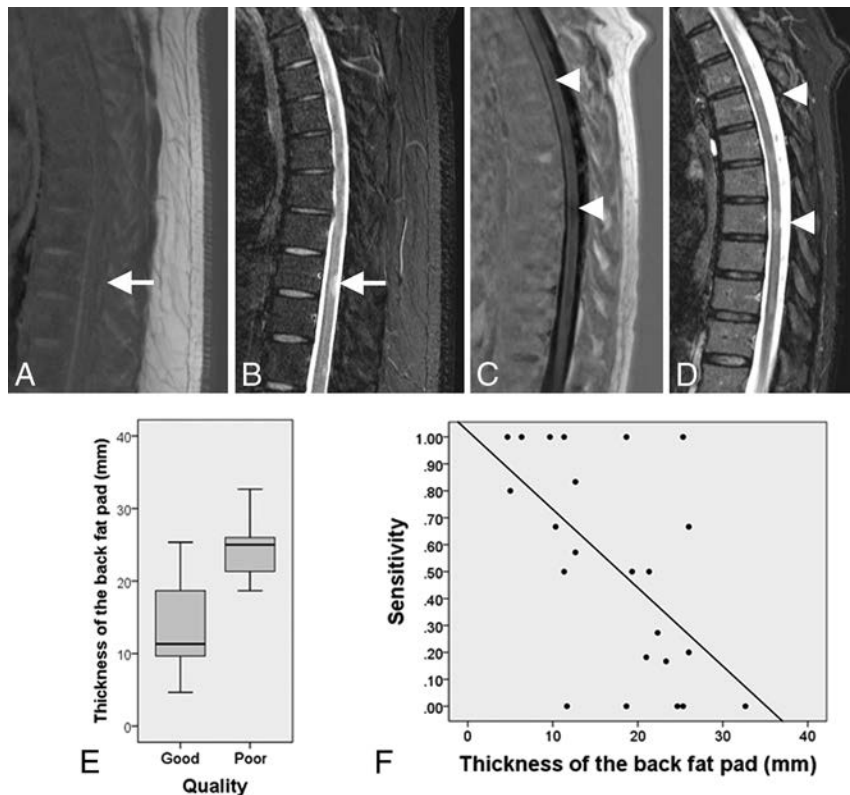 A
B
C
D
Thickness of the back fat pad (mm)
40
30
20
10
0
Good
Poor
Quality
E
Sensitivity
1.00
.90
.80
.70
.60
.50
.40
.30
.20
.10
.00
0
10
20
30
40
Thickness of the back fat pad (mm)
F